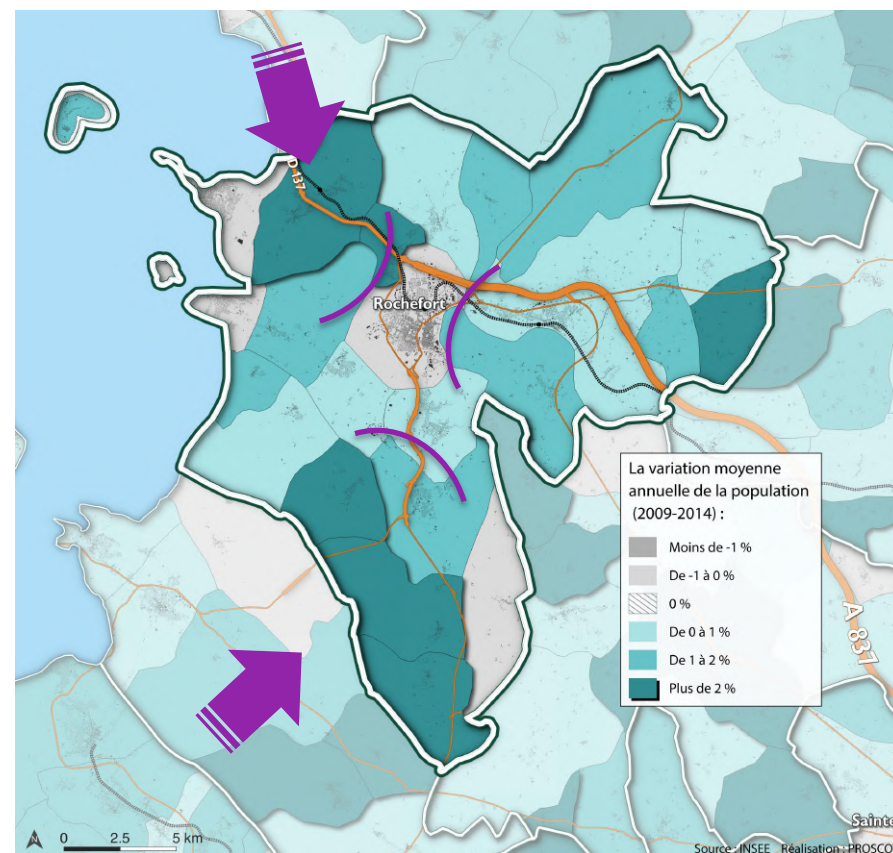 D 137
Rochefort
La variation moyenne
annuelle de la population
(2009-2014) :
Moins de -1 %
De -1 à 0 %
0 %
De 0 à 1 %
De 1 à 2 %
Plus de 2 %
A 837
N
0 2.5 5 km
Sainte
Source : INSEE Réalisation : PROSCO